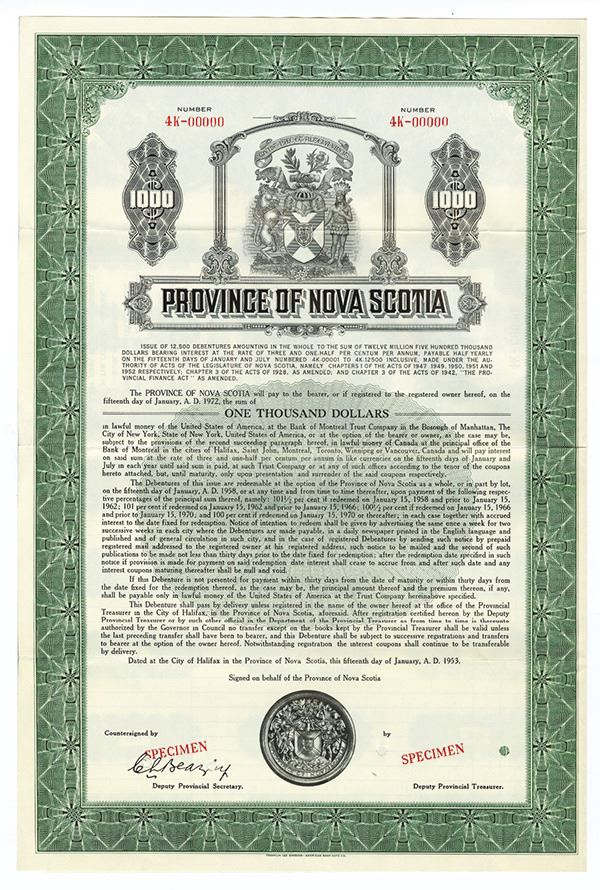 NUMBER
4K-00000
NUMBER
4K-00000
1000
1000
PROVINCE OF NOVA SCOTIA
ISSUE OF 12,500 DEBENTURES AMOUNTING IN THE WHOLE TO THE SUM OF TWELVE MILLION FIVE HUNDRED THOUSAND
DOLLARS BEARING INTEREST AT THE RATE OF THREE AND ONE-HALF PER CENTUM PER ANNUM, PAYABLE HALF YEARLY
ON THE FIFTEENTH DAYS OF JANUARY AND JULY NUMBERED 4K 00001 TO 4K 12500 INCLUSIVE, MADE UNDER THE AU-
THORITY OF ACTS OF THE LEGISLATURE OF NOVA SCOTIA, NAMELY CHAPTERS 1 OF THE ACTS OF 1947 1949, 1950, 1951 AND
1952 RESPECTIVELY; CHAPTER 3 OF THE ACTS OF 1928, AS AMENDED; AND CHAPTER 3 OF THE ACTS OF 1942, "THE PRO-
VINCIAL FINANCE ACT" AS AMENDED.
The PROVINCE OF NOVA SCOTIA will pay to the bearer, or if registered to the registered owner hereof, on the
fifteenth day of January, A. D. 1972, the sum of
ONE THOUSAND DOLLARS
in lawful money of the United States of America, at the Bank of Montreal Trust Company in the Borough of Manhattan, The
City of New York, State of New York, United States of America, or at the option of the bearer or owner, as the case may be,
subject to the provisions of the second succeeding paragraph hereof, in lawful money of Canada at the principal office of the
Bank of Montreal in the cities of Halifax, Saint John, Montreal, Toronto, Winnipeg or Vancouver, Canada and will pay interest
on said sum at the rate of three and one-half per centum per annum in like currencies on the fifteenth days of January and
July in each year until said sum is paid, at such Trust Company or at any of such offices according to the tenor of the coupons
hereto attached, but, until maturity, only upon presentation and surrender of the said coupons respectively.
The Debentures of this issue are redeemable at the option of the Province of Nova Scotia as a whole, or in part by lot,
on the fifteenth day of January, A. D. 1958, or at any time and from time to time thereafter, upon payment of the following respec-
tive percentages of the principal sum thereof, namely: 101½ per cent if redeemed on January 15, 1958 and prior to January 15,
1962; 101 per cent if redeemed on January 15, 1962 and prior to January 15, 1966; 100½ per cent if redeemed on January 15, 1966
and prior to January 15, 1970; and 100 per cent if redeemed on January 15, 1970 or thereafter; in each case together with accrued
interest to the date fixed for redemption. Notice of intention to redeem shall be given by advertising the same once a week for two
successive weeks in each city where the Debentures are made payable, in a daily newspaper printed in the English language and
published and of general circulation in such city, and in the case of registered Debentures by sending such notice by prepaid
registered mail addressed to the registered owner at his registered address, such notice to be mailed and the second of such
publications to be made not less than thirty days prior to the date fixed for redemption; after the redemption date specified in such
notice if provision is made for payment on said redemption date interest shall cease to accrue from and after such date and any
interest coupons maturing thereafter shall be null and void.
If this Debenture is not presented for payment within thirty days from the date of maturity or within thirty days from
the date fixed for the redemption thereof, as the case may be, the principal amount thereof and the premium thereon, if any,
shall be payable only in lawful money of the United States of America at the Trust Company hereinabove specified.
This Debenture shall pass by delivery unless registered in the name of the owner hereof at the office of the Provincial
Treasurer in the City of Halifax, in the Province of Nova Scotia, aforesaid. After registration certified hereon by the Deputy
Provincial Treasurer or by such other official in the Department of the Provincial Treasurer as from time to time is thereunto
authorized by the Governor in Council no transfer except on the books kept by the Provincial Treasurer shall be valid unless
the last preceding transfer shall have been to bearer, and this Debenture shall be subject to successive registrations and transfers
to bearer at the option of the owner hereof. Notwithstanding registration the interest coupons shall continue to be transferable
by delivery.
Dated at the City of Halifax in the Province of Nova Scotia, this fifteenth day of January, A. D. 1953.
Signed on behalf of the Province of Nova Scotia
Countersigned by
by
SPECIMEN
SPECIMEN
Deputy Provincial Secretary.
Deputy Provincial Treasurer.